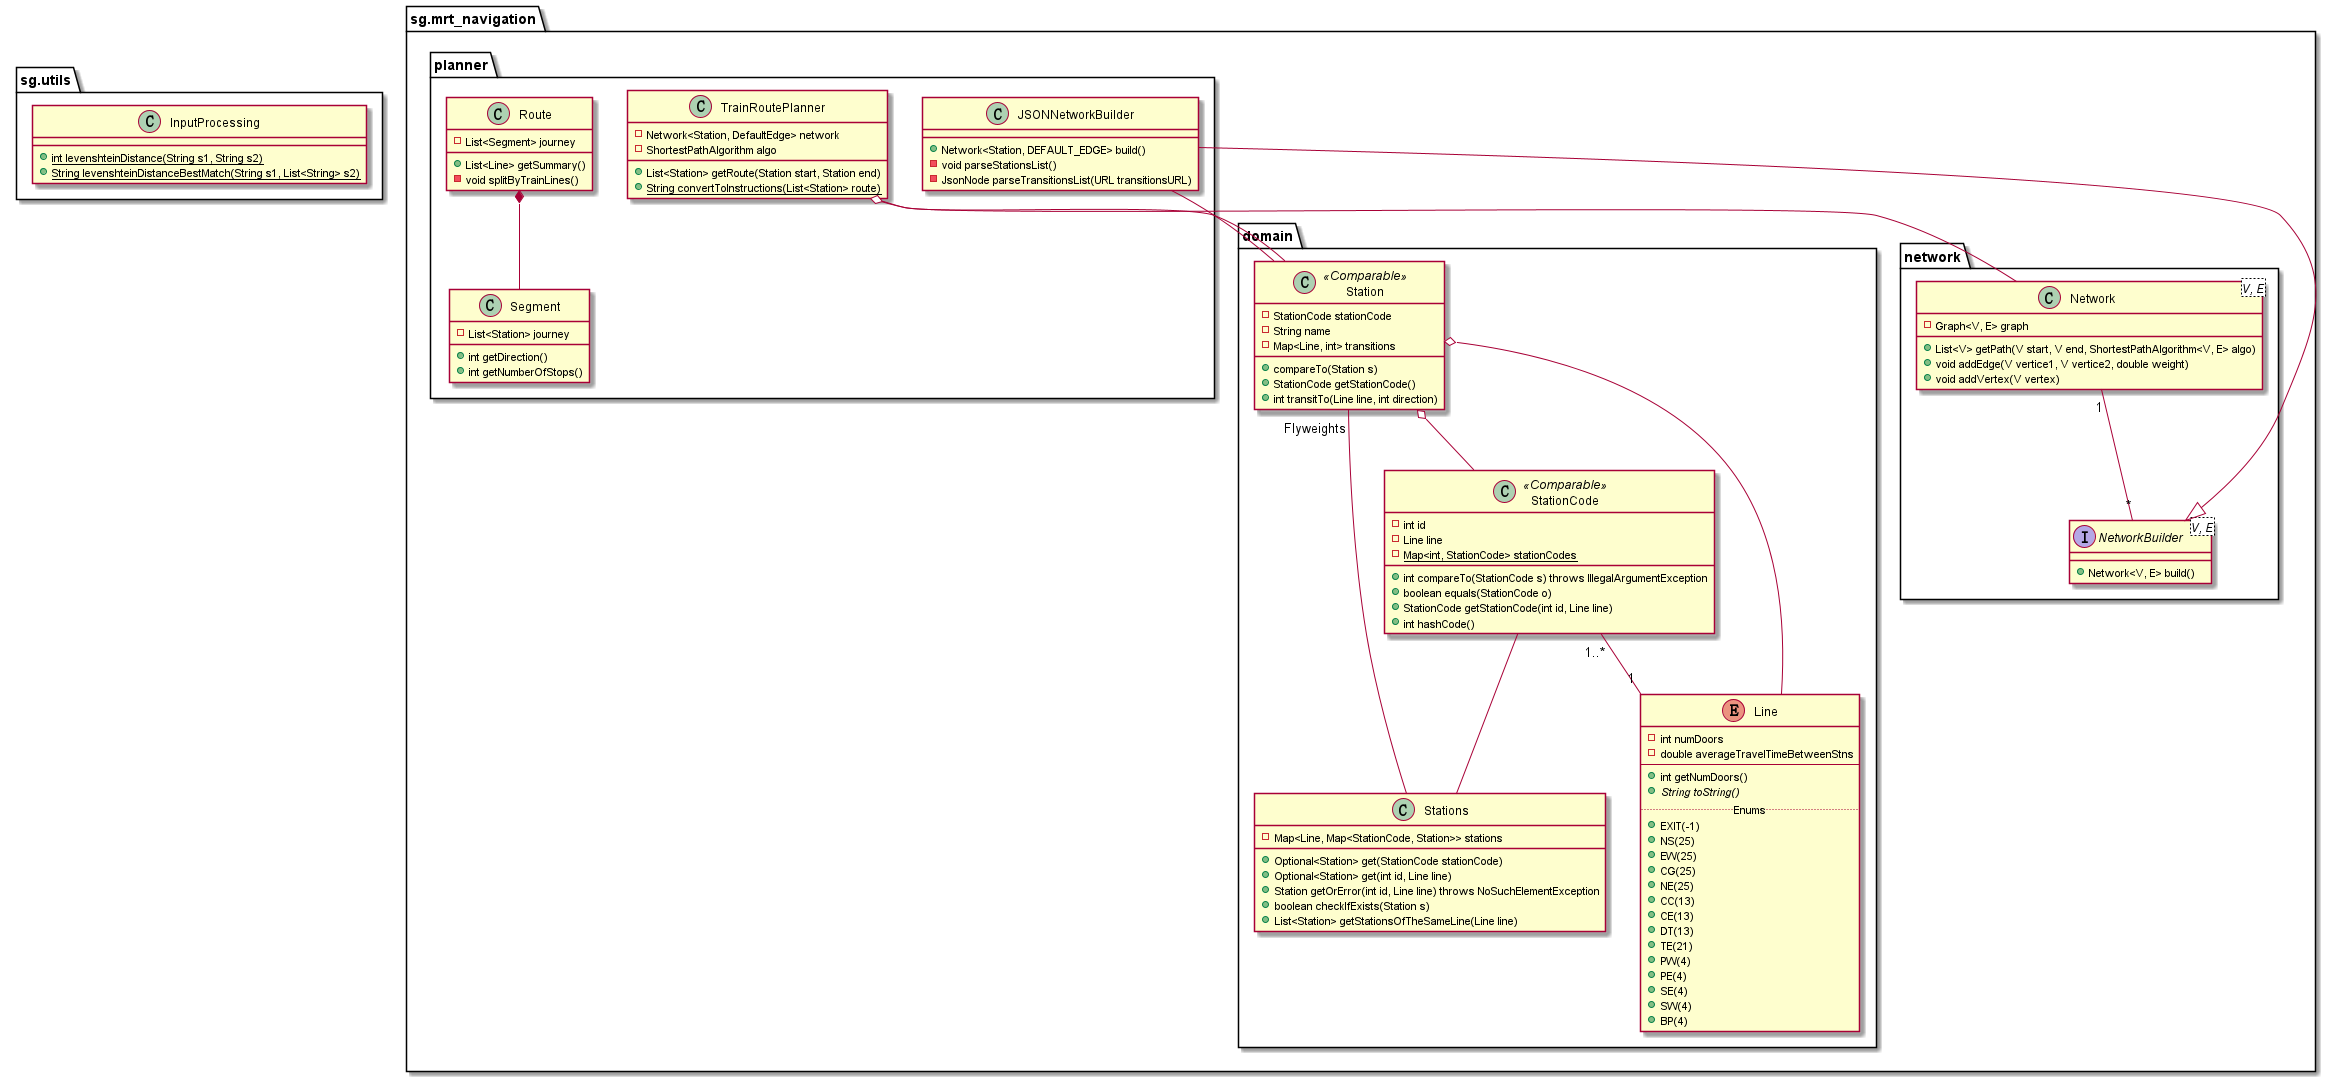 sg.utils
C InputProcessing
int levenshteinDistance(String s1, String s2)
String levenshteinDistanceBestMatch(String s1, List<String> s2)
sg.mrt_navigation
planner
C Route
List<Segment> journey
List<Line> getSummary()
void splitByTrainLines()
C TrainRoutePlanner
Network<Station, DefaultEdge> network
ShortestPathAlgorithm algo
List<Station> getRoute(Station start, Station end)
String convertToInstructions(List<Station> route)
C JSONNetworkBuilder
Network<Station, DEFAULT_EDGE> build()
void parseStationsList()
JsonNode parseTransitionsList(URL transitionsURL)
C Segment
List<Station> journey
int getDirection()
int getNumberOfStops()
domain
C «Comparable»
Station
StationCode stationCode
String name
Map<Line, int> transitions
compareTo(Station s)
StationCode getStationCode()
int transitTo(Line line, int direction)
Flyweights
C «Comparable»
StationCode
int id
Line line
Map<int, StationCode> stationCodes
int compareTo(StationCode s) throws IllegalArgumentException
boolean equals(StationCode o)
StationCode getStationCode(int id, Line line)
int hashCode()
1..*
1
C Stations
Map<Line, Map<StationCode, Station>> stations
Optional<Station> get(StationCode stationCode)
Optional<Station> get(int id, Line line)
Station getOrError(int id, Line line) throws NoSuchElementException
boolean checkIfExists(Station s)
List<Station> getStationsOfTheSameLine(Line line)
E Line
int numDoors
double averageTravelTimeBetweenStns
int getNumDoors()
String toString()
Enums
EXIT(-1)
NS(25)
EW(25)
CG(25)
NE(25)
CC(13)
CE(13)
DT(13)
TE(21)
PW(4)
PE(4)
SE(4)
SW(4)
BP(4)
network
C Network V, E
Graph<V, E> graph
List<V> getPath(V start, V end, ShortestPathAlgorithm<V, E> algo)
void addEdge(V vertice1, V vertice2, double weight)
void addVertex(V vertex)
1
*
I NetworkBuilder V, E
Network<V, E> build()